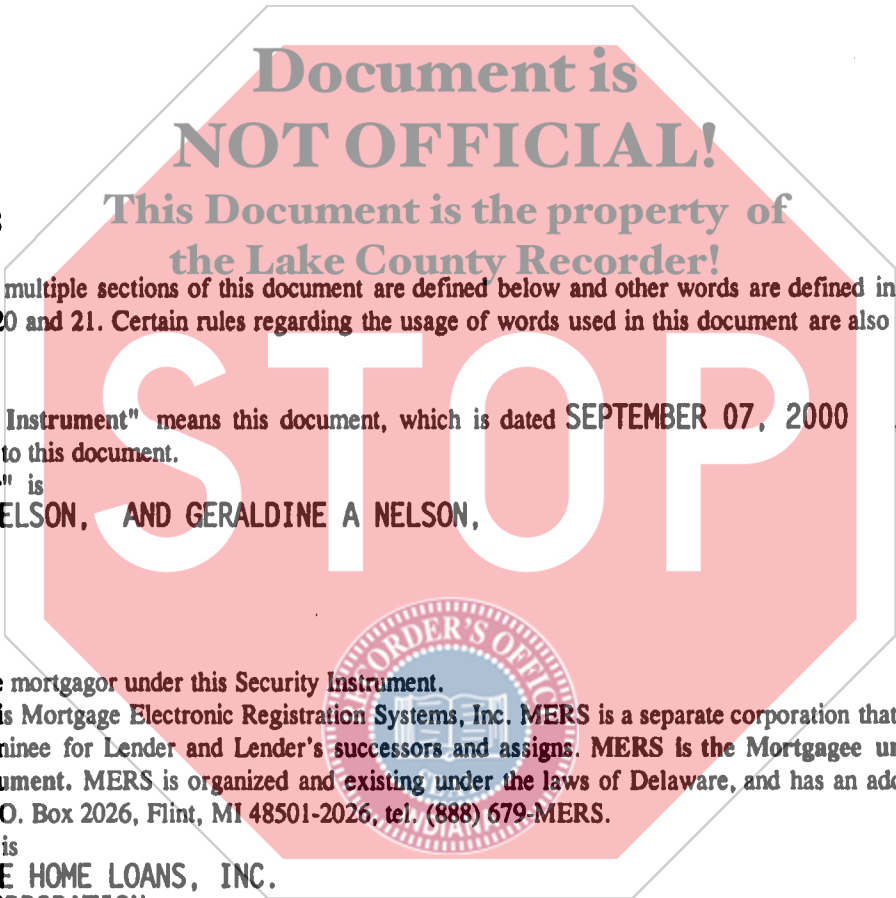 Document is
NOT OFFICIAL!
This Document is the property of
the Lake County Recorder!
multiple sections of this document are defined below and other words are defined in
20 and 21. Certain rules regarding the usage of words used in this document are also
STOP
Instrument" means this document, which is dated SEPTEMBER 07, 2000
to this document.
" is
ELSON, AND GERALDINE A NELSON,
RECORDER'S OFFICE
mortgagor under this Security Instrument.
is Mortgage Electronic Registration Systems, Inc. MERS is a separate corporation that
minee for Lender and Lender's successors and assigns. MERS is the Mortgagee un
ument. MERS is organized and existing under the laws of Delaware, and has an add
O. Box 2026, Flint, MI 48501-2026, tel. (888) 679-MERS.
is
E HOME LOANS, INC.